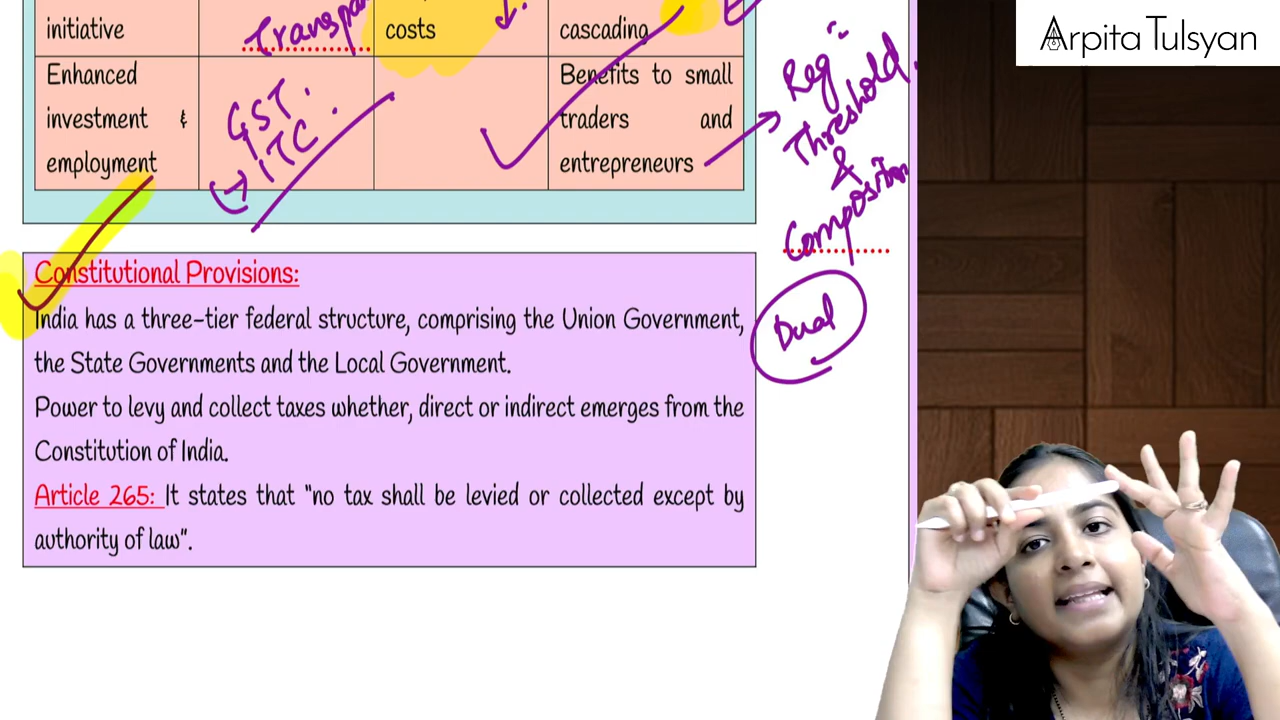 Arpita Tulsyan
initiative
Transpa
costs
cascading
Enhanced
investment &
employment
GST
ITC
Benefits to small
traders and
entrepreneurs
Reg
Threshold
&
Composition
Dual
Constitutional Provisions:
India has a three-tier federal structure, comprising the Union Government,
the State Governments and the Local Government.
Power to levy and collect taxes whether, direct or indirect emerges from the
Constitution of India.
Article 265: It states that "no tax shall be levied or collected except by
authority of law".